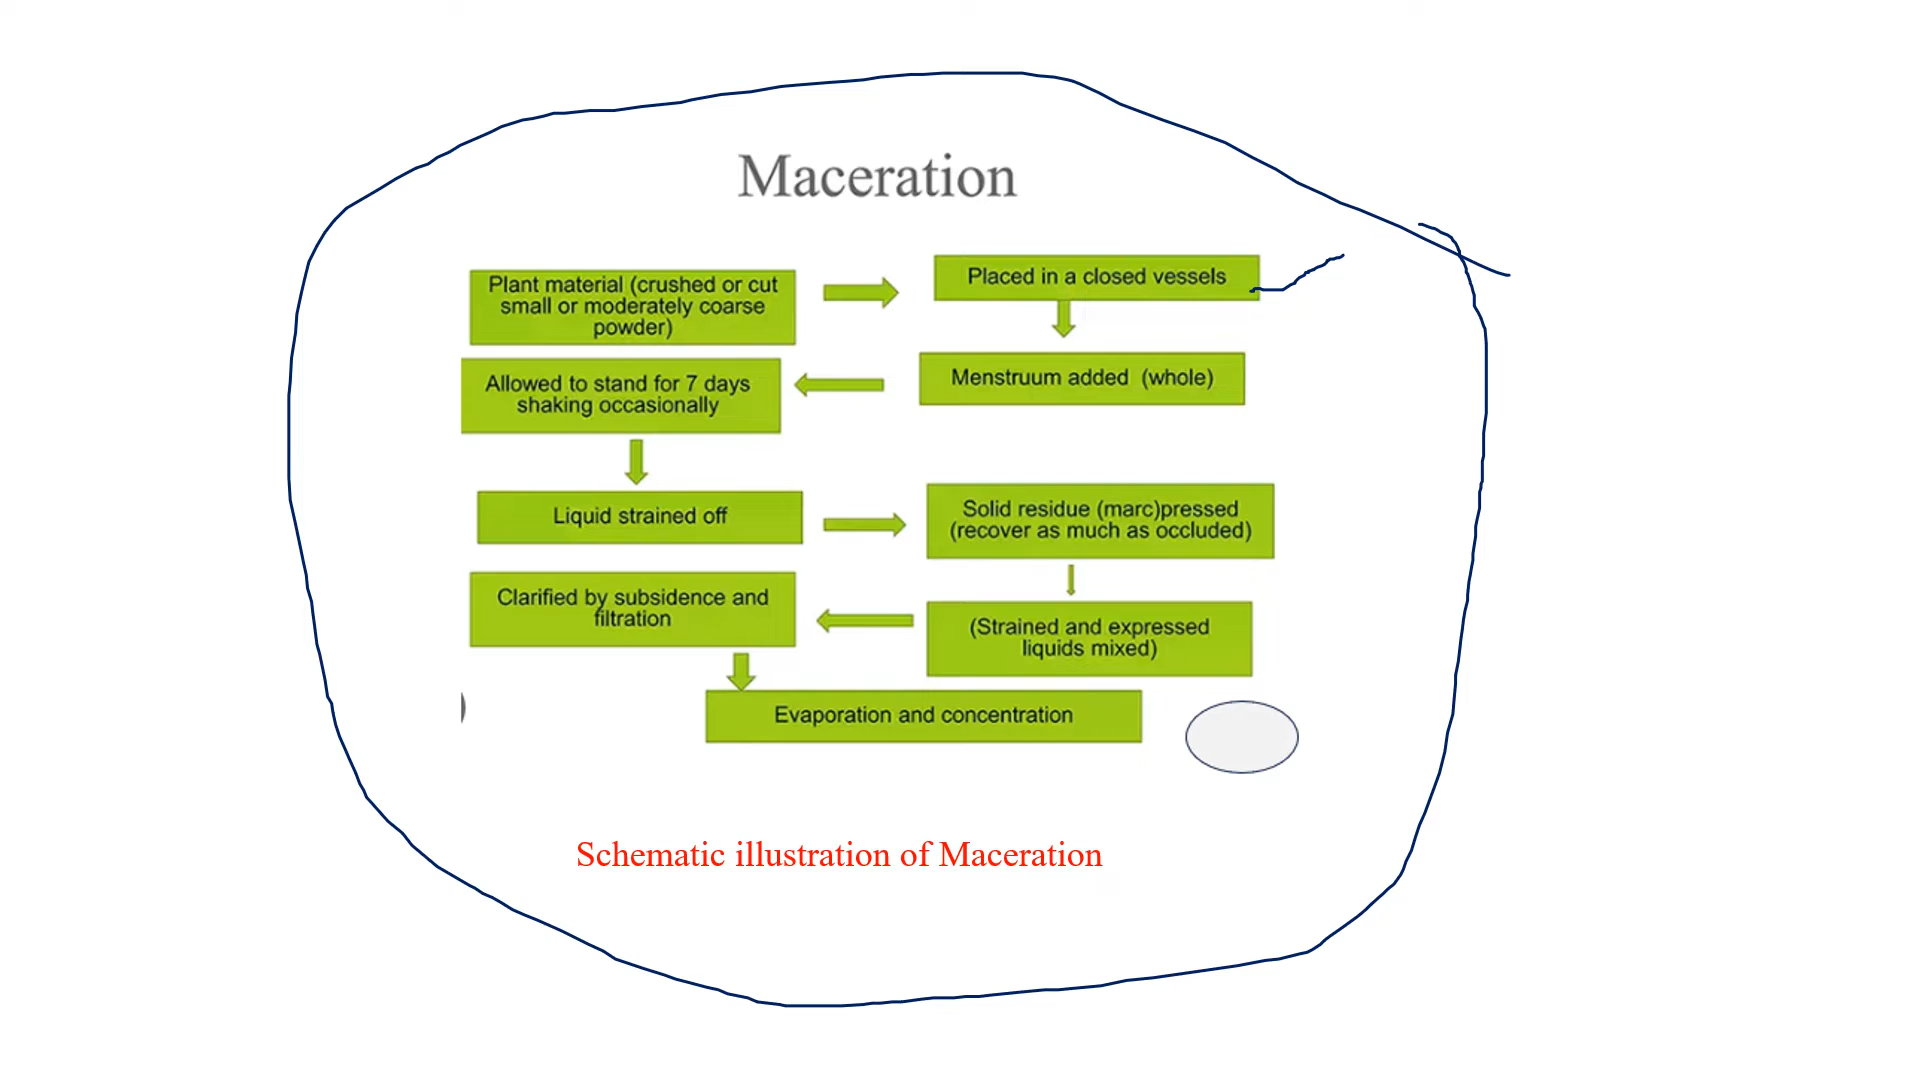 Maceration
Plant material (crushed or cut
small or moderately coarse
powder)
Placed in a closed vessels
Allowed to stand for 7 days
shaking occasionally
Menstruum added (whole)
Liquid strained off
Solid residue (marc)pressed
(recover as much as occluded)
Clarified by subsidence and
filtration
(Strained and expressed
liquids mixed)
)
Evaporation and concentration
Schematic illustration of Maceration